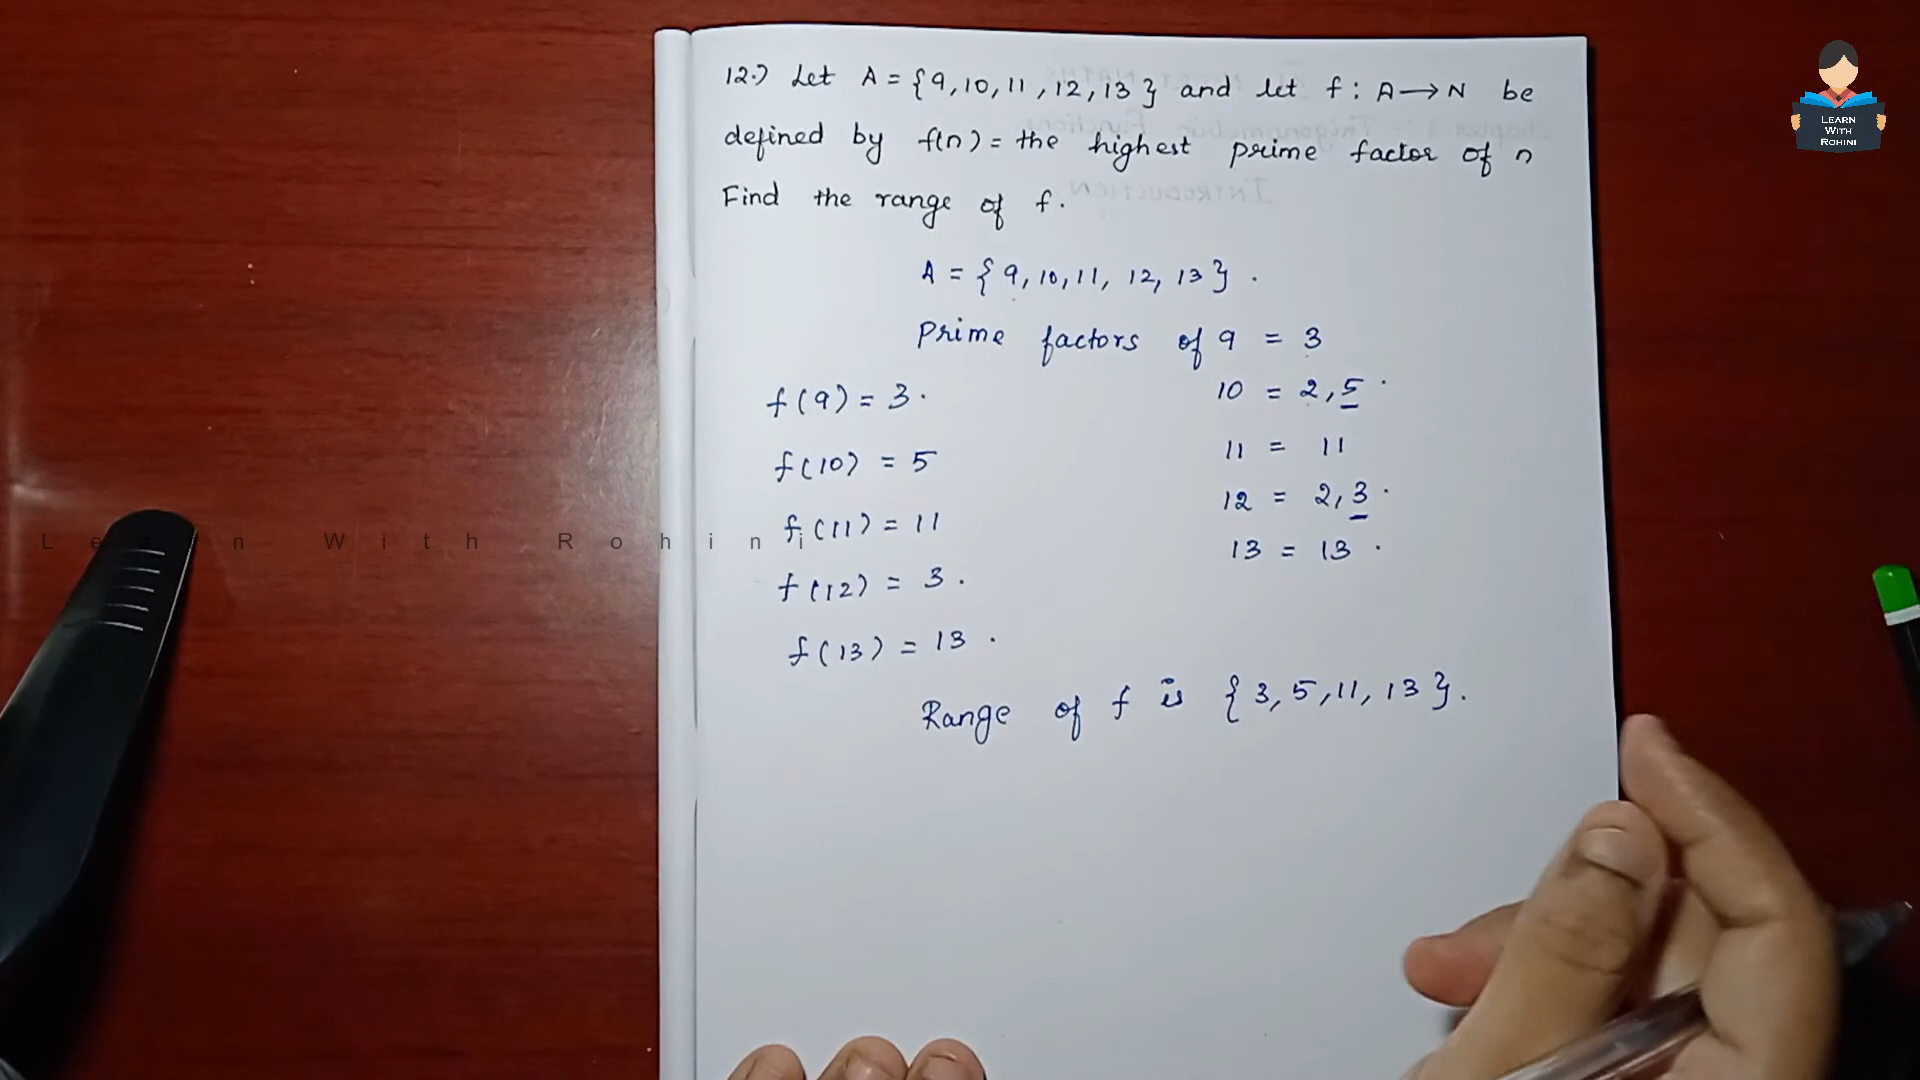 12.) Let A = {9, 10, 11, 12, 13} and let f : A → N be
defined by f(n) = the highest prime factor of n
Find the range of f.
A = {9, 10, 11, 12, 13}.
Prime factors of 9 = 3
f(9) = 3.
10 = 2, 5.
f(10) = 5
11 = 11
f(11) = 11
12 = 2, 3.
f(12) = 3.
13 = 13.
f(13) = 13.
Range of f is {3, 5, 11, 13}.
LEARN
WITH
ROHINI
Learn With Rohini
INTRODUCTION